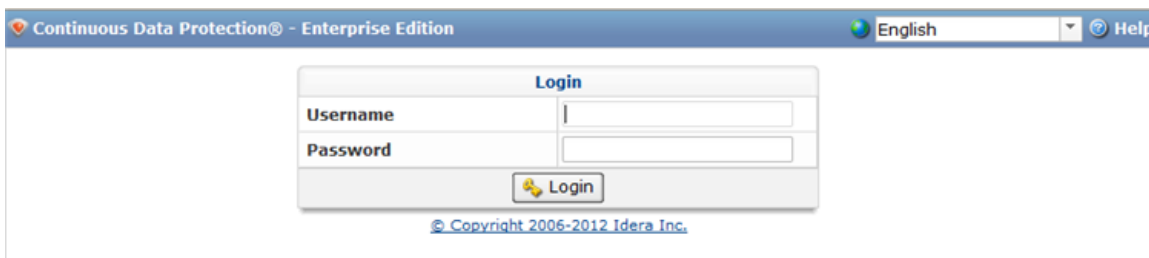 Continuous Data Protection® - Enterprise Edition English Help
Login
Username
Password
Login
© Copyright 2006-2012 Idera Inc.